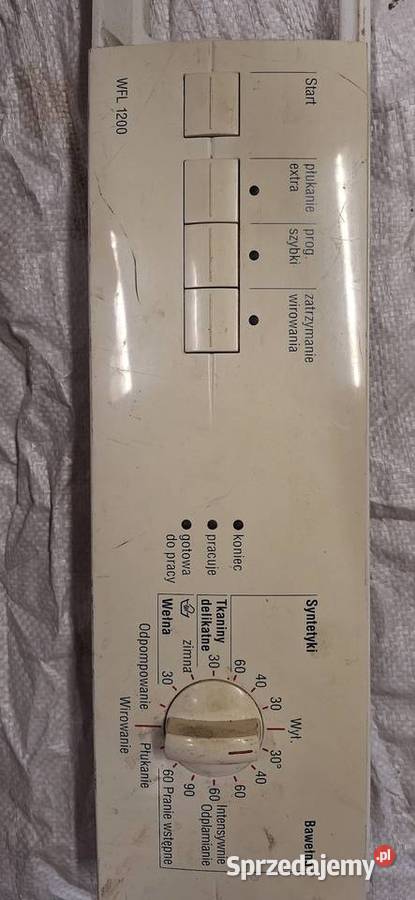 Start
płukanie
extra
prog.
szybki
zatrzymanie
wirowania
WFL 1200
koniec
pracuje
gotowa
do pracy
Syntetyki
Tkaniny
delikatne
30
60
40
30
Wył.
30°
40
60
Bawełna
zimna
Wełna
30
Odpompowanie
Wirowanie
Płukanie
60 Pranie wstępne
90
60
Intensywnie
Odplamianie
Sprzedajemy.pl